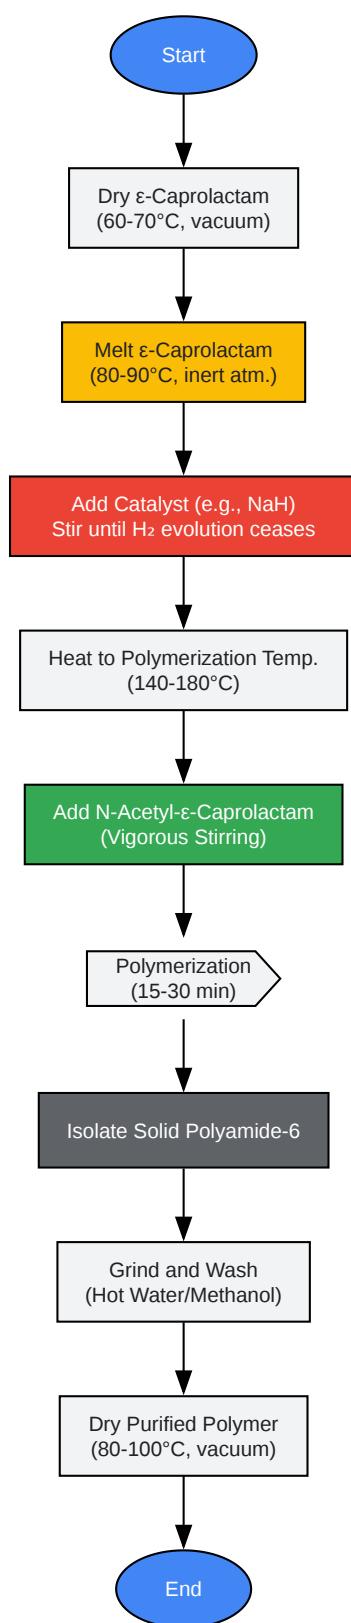 Start
Dry ε-Caprolactam
(60-70°C, vacuum)
Melt ε-Caprolactam
(80-90°C, inert atm.)
Add Catalyst (e.g., NaH)
Stir until H₂ evolution ceases
Heat to Polymerization Temp.
(140-180°C)
Add N-Acetyl-ε-Caprolactam
(Vigorous Stirring)
Polymerization
(15-30 min)
Isolate Solid Polyamide-6
Grind and Wash
(Hot Water/Methanol)
Dry Purified Polymer
(80-100°C, vacuum)
End